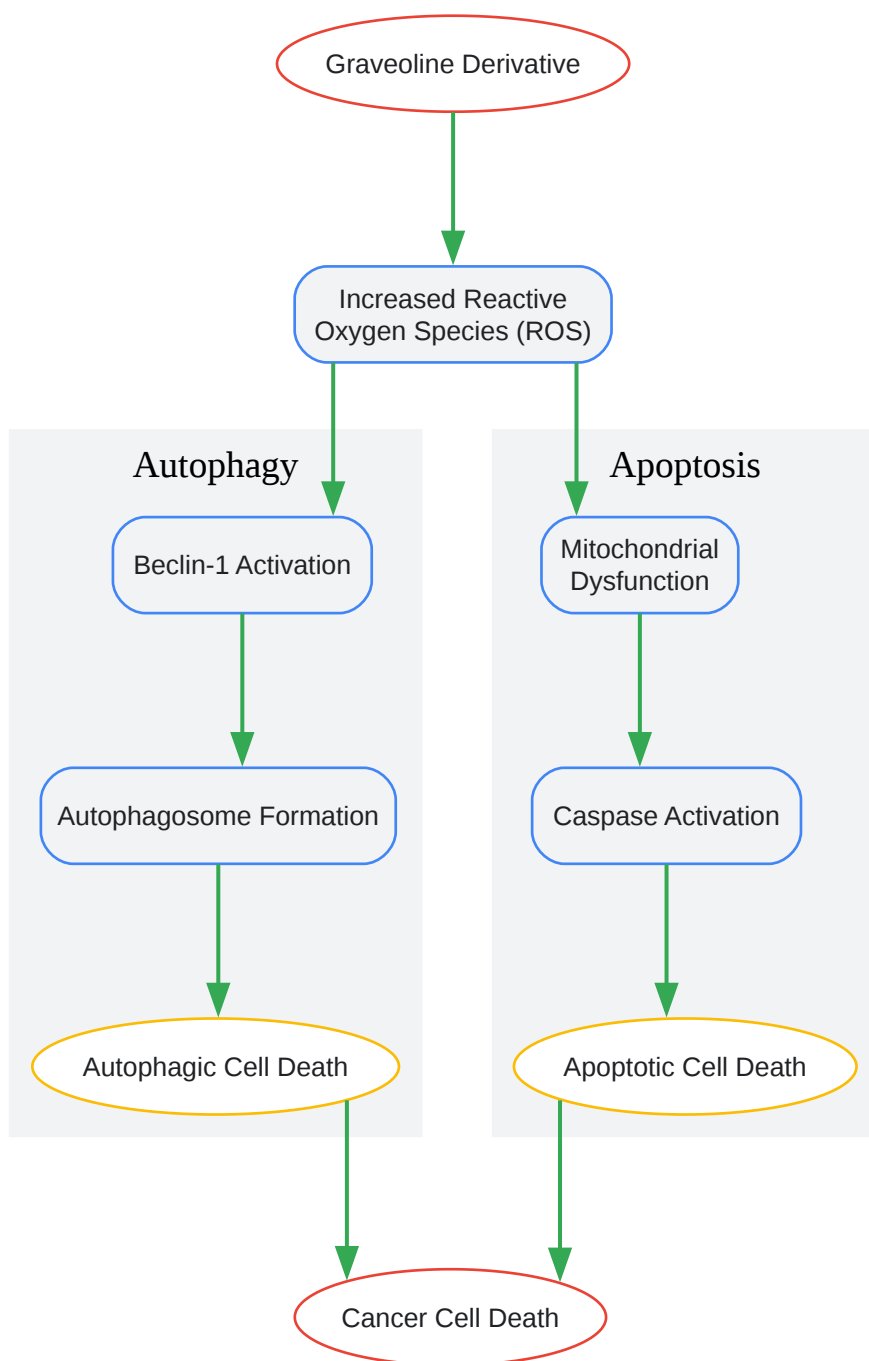 Graveoline Derivative
Increased Reactive
Oxygen Species (ROS)
Autophagy
Beclin-1 Activation
Autophagosome Formation
Autophagic Cell Death
Apoptosis
Mitochondrial
Dysfunction
Caspase Activation
Apoptotic Cell Death
Cancer Cell Death